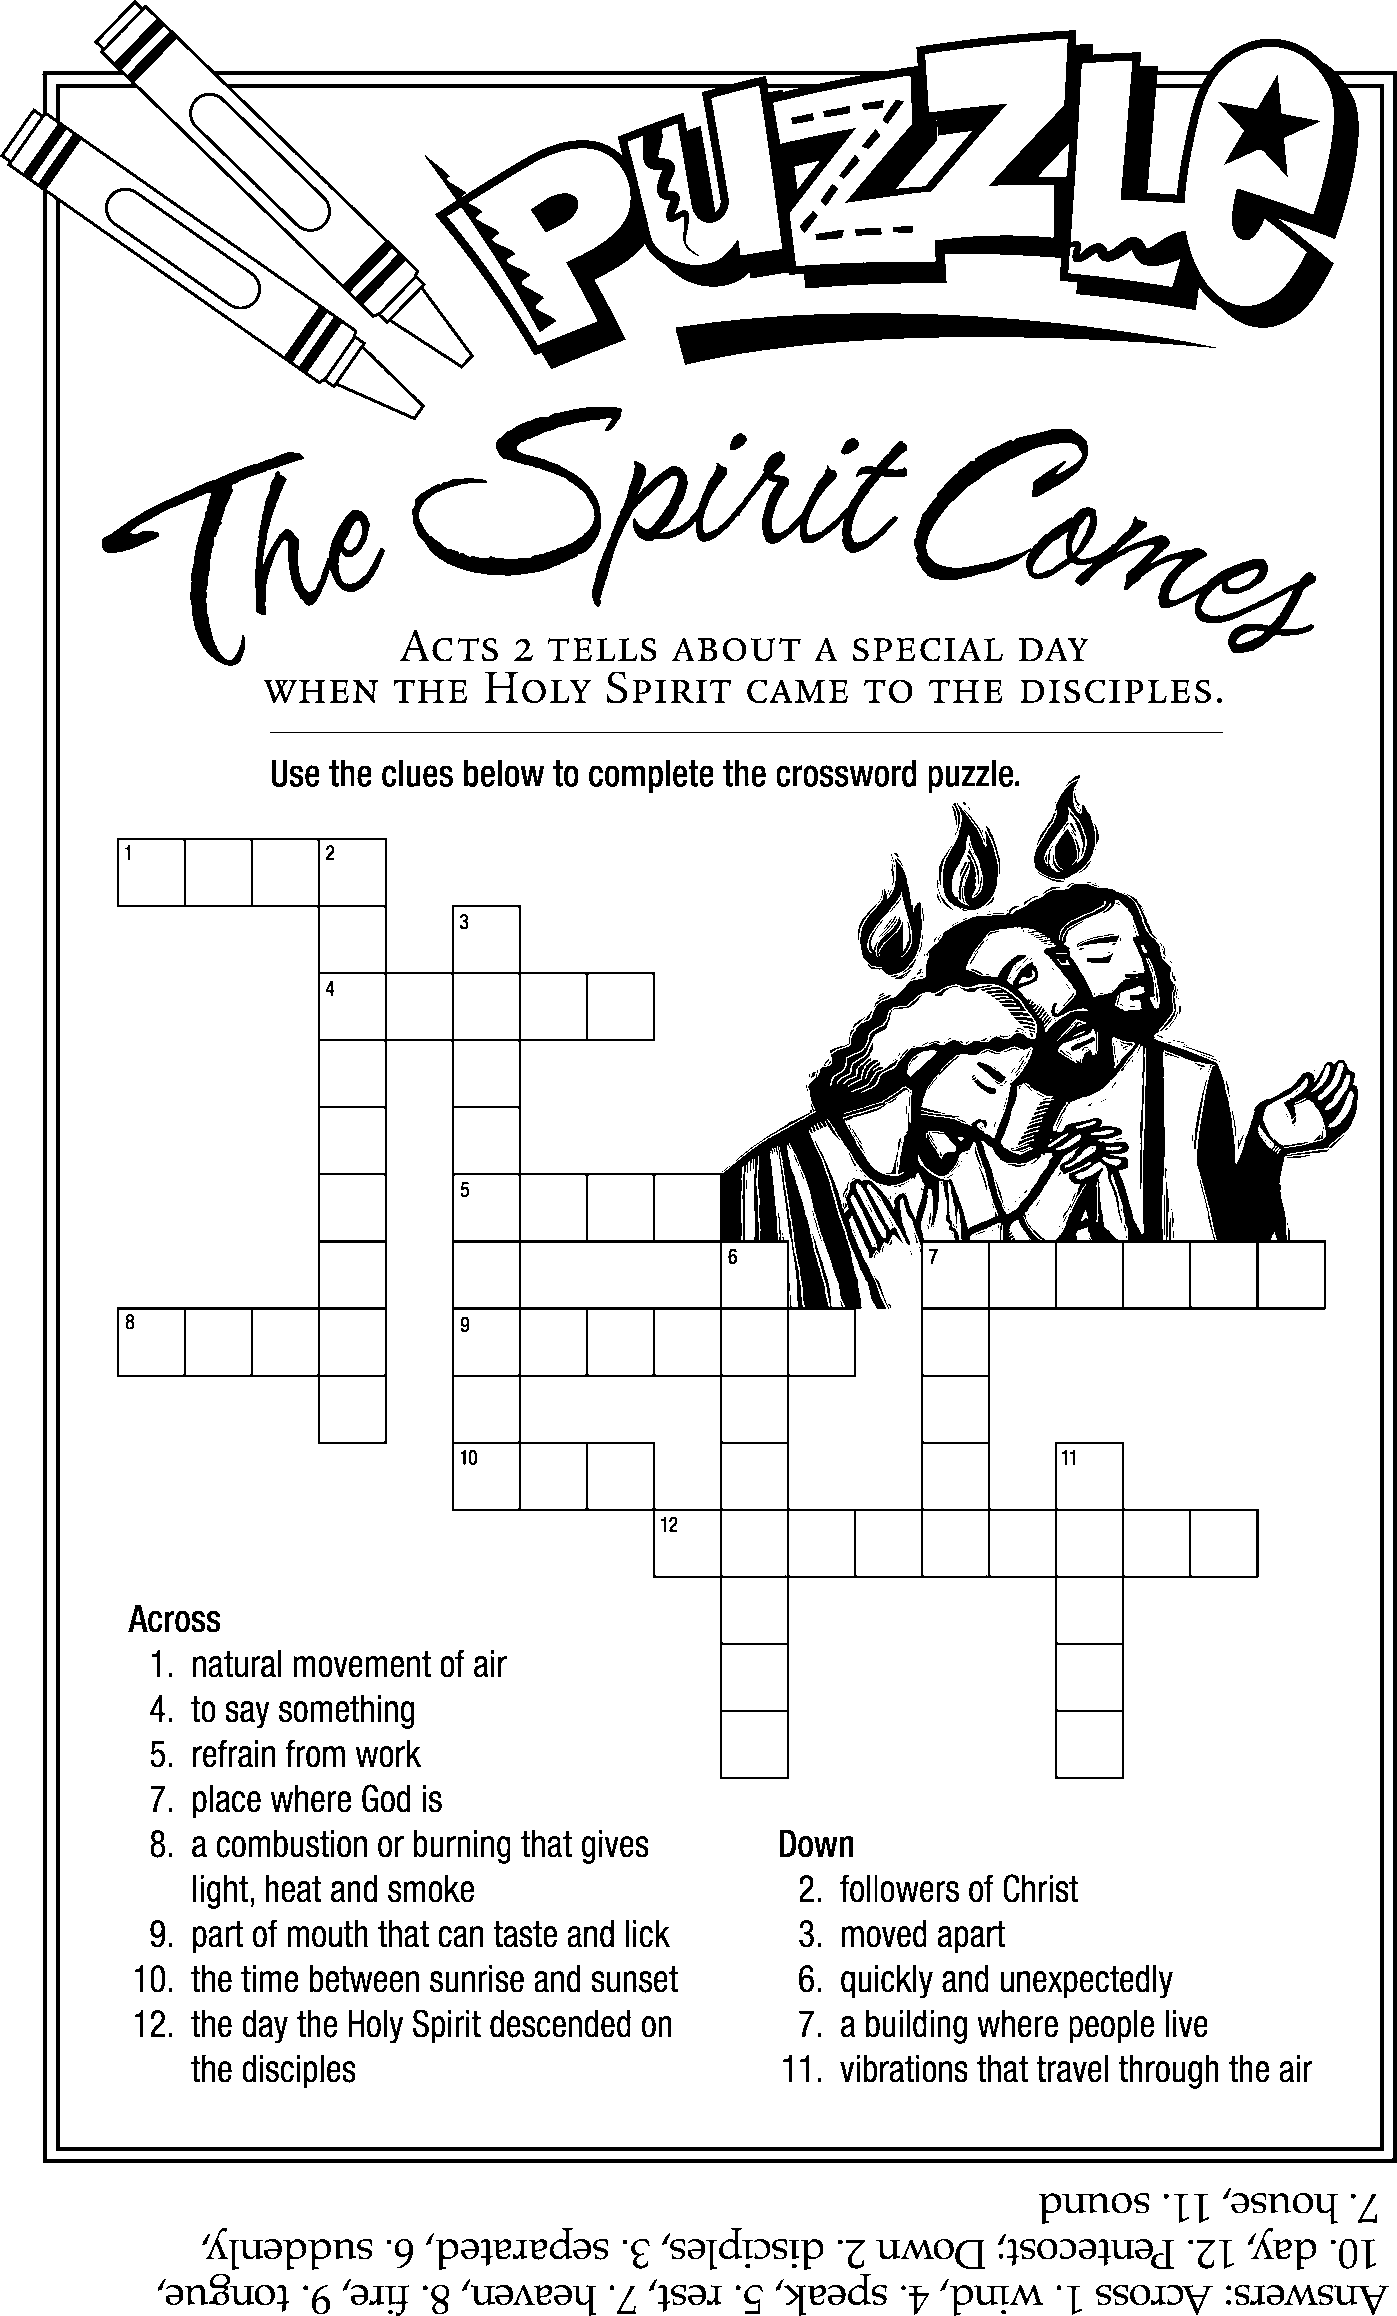 PUZZLE
The Spirit Comes
Acts 2 tells about a special day
when the Holy Spirit came to the disciples.
Use the clues below to complete the crossword puzzle.
1 2
3
4
5
6 7
8 9
10 11
12
Across
1. natural movement of air
4. to say something
5. refrain from work
7. place where God is
8. a combustion or burning that gives
light, heat and smoke
9. part of mouth that can taste and lick
10. the time between sunrise and sunset
12. the day the Holy Spirit descended on
the disciples
Down
2. followers of Christ
3. moved apart
6. quickly and unexpectedly
7. a building where people live
11. vibrations that travel through the air
Answers: Across 1. wind, 4. speak, 5. rest, 7. heaven, 8. fire, 9. tongue,
10. day, 12. Pentecost; Down 2. disciples, 3. separated, 6. suddenly,
7. house, 11. sound